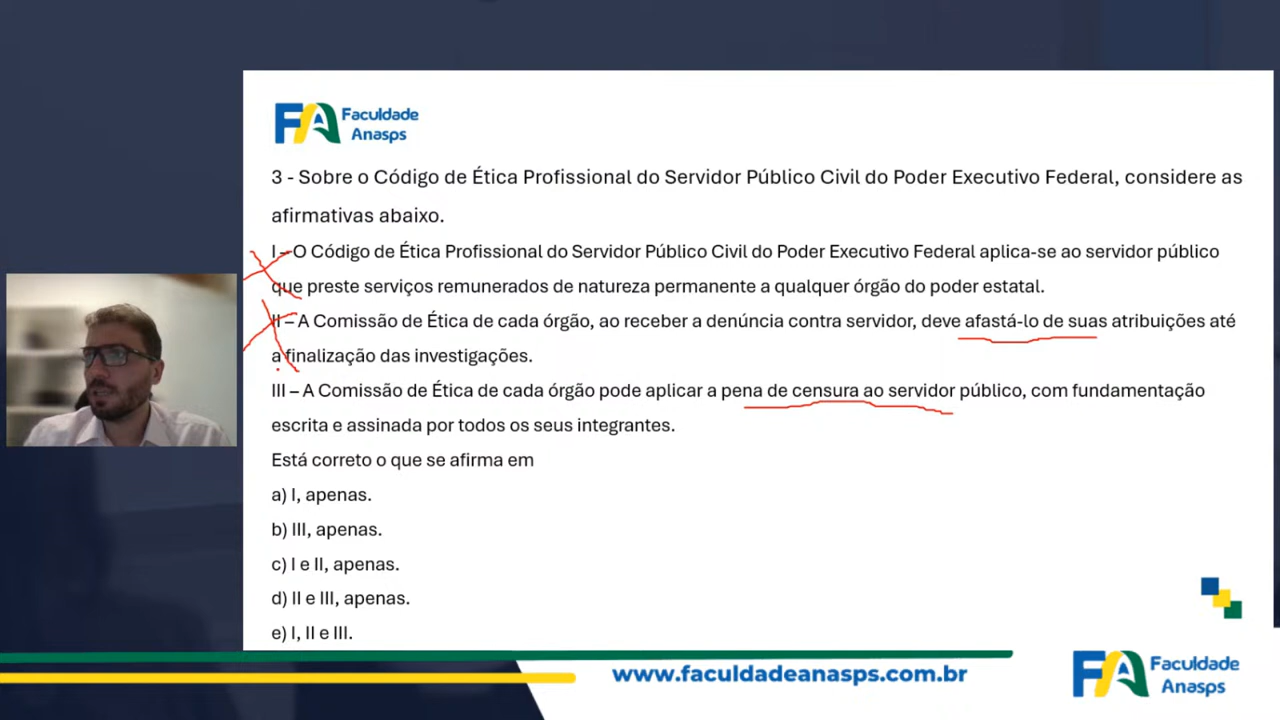 Faculdade
Anasps
3 - Sobre o Código de Ética Profissional do Servidor Público Civil do Poder Executivo Federal, considere as
afirmativas abaixo.
I – O Código de Ética Profissional do Servidor Público Civil do Poder Executivo Federal aplica-se ao servidor público
que preste serviços remunerados de natureza permanente a qualquer órgão do poder estatal.
II – A Comissão de Ética de cada órgão, ao receber a denúncia contra servidor, deve afastá-lo de suas atribuições até
a finalização das investigações.
III – A Comissão de Ética de cada órgão pode aplicar a pena de censura ao servidor público, com fundamentação
escrita e assinada por todos os seus integrantes.
Está correto o que se afirma em
a) I, apenas.
b) III, apenas.
c) I e II, apenas.
d) II e III, apenas.
e) I, II e III.
www.faculdadeanasps.com.br
Faculdade
Anasps